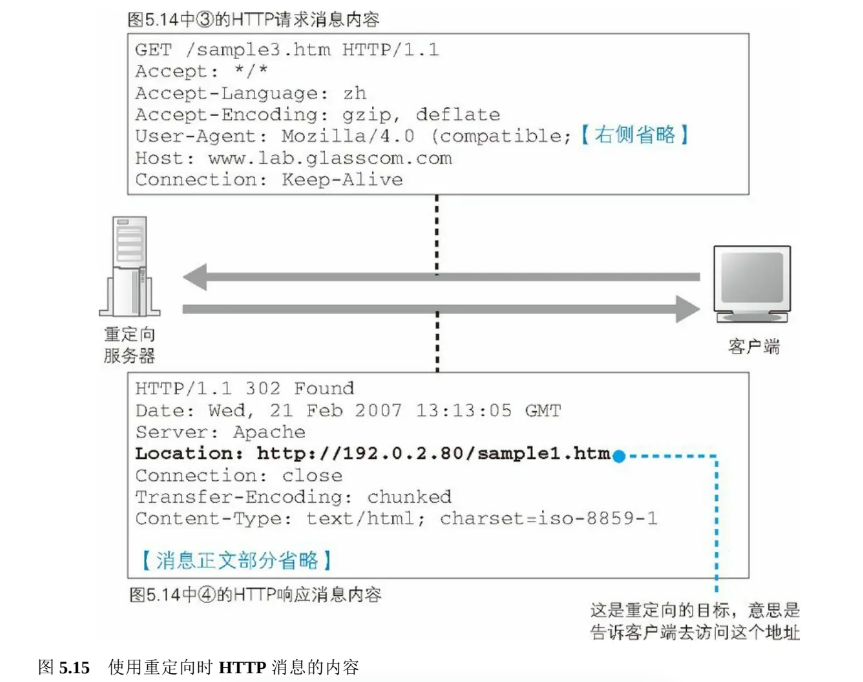 图5.14中③的HTTP请求消息内容
GET /sample3.htm HTTP/1.1
Accept: */*
Accept-Language: zh
Accept-Encoding: gzip, deflate
User-Agent: Mozilla/4.0 (compatible;【右侧省略】
Host: www.lab.glasscom.com
Connection: Keep-Alive
重定向
服务器
客户端
HTTP/1.1 302 Found
Date: Wed, 21 Feb 2007 13:13:05 GMT
Server: Apache
Location: http://192.0.2.80/sample1.htm
Connection: close
Transfer-Encoding: chunked
Content-Type: text/html; charset=iso-8859-1
【消息正文部分省略】
图5.14中④的HTTP响应消息内容
这是重定向的目标，意思是
告诉客户端去访问这个地址
图 5.15 使用重定向时 HTTP 消息的内容